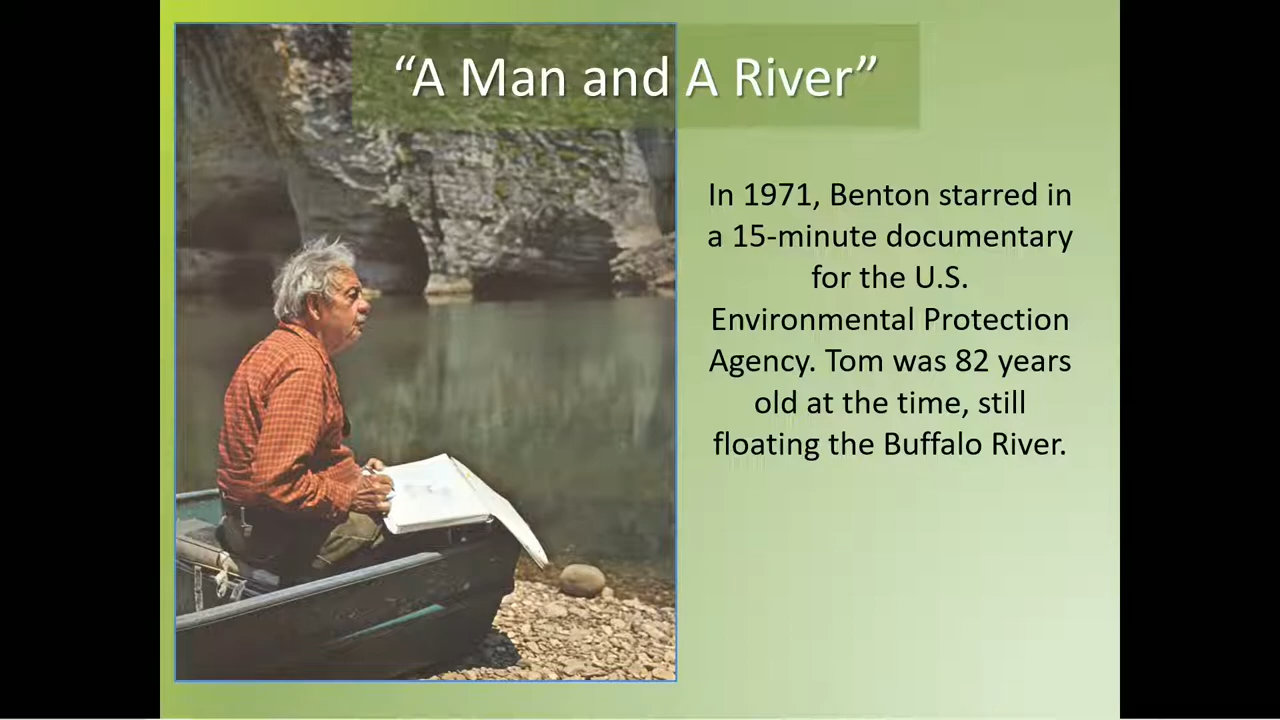 “A Man and A River”
In 1971, Benton starred in
a 15-minute documentary
for the U.S.
Environmental Protection
Agency. Tom was 82 years
old at the time, still
floating the Buffalo River.